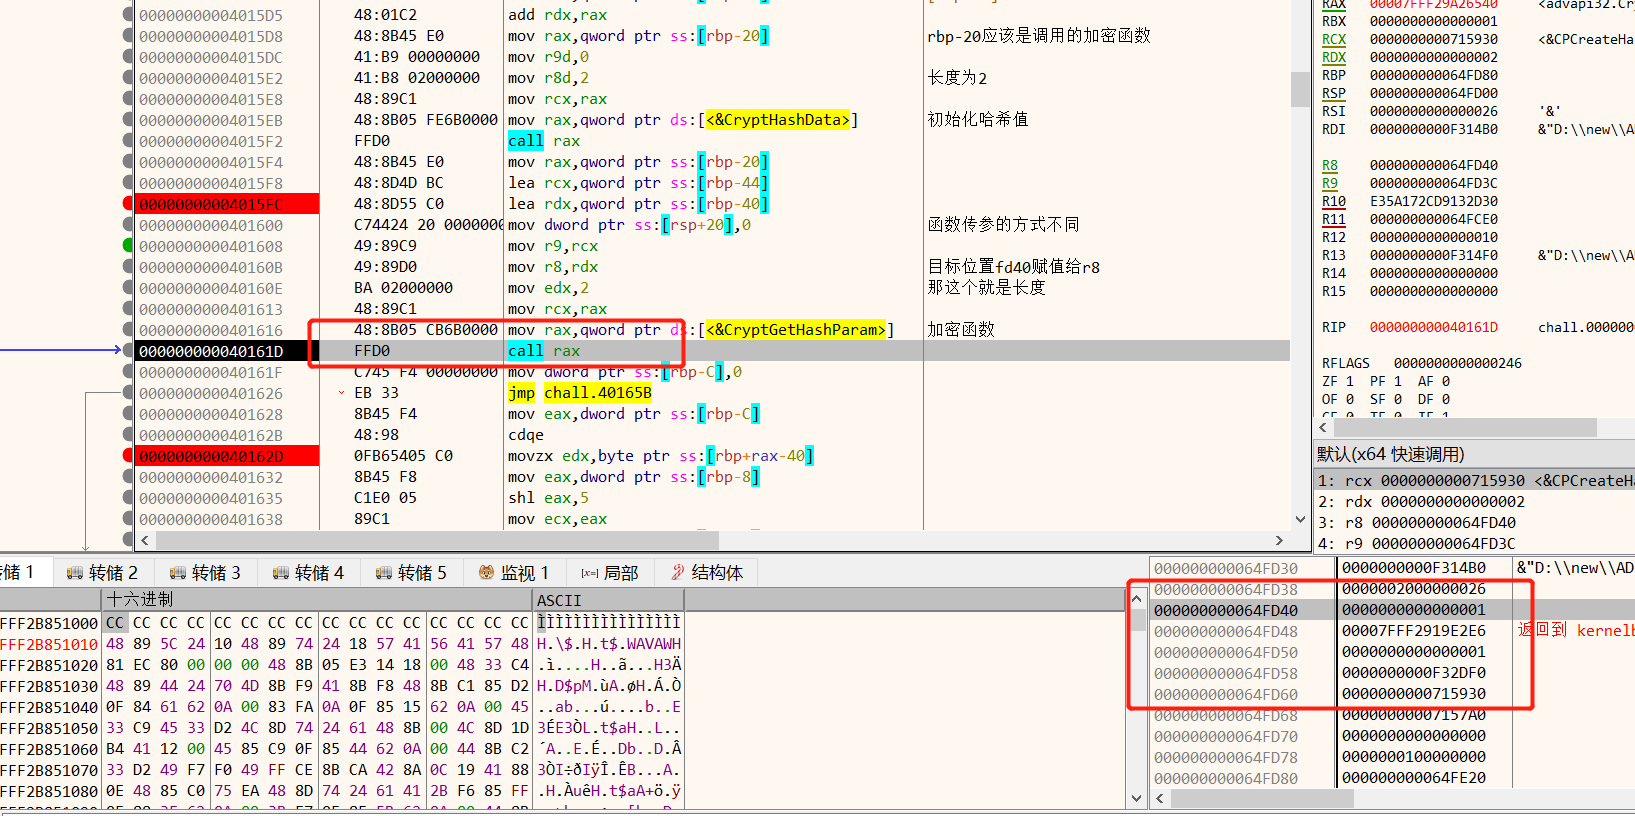 00000000004015D5 48:01C2 add rdx,rax
00000000004015D8 48:8B45 E0 mov rax,qword ptr ss:[rbp-20] rbp-20应该是调用的加密函数
00000000004015DC 41:B9 00000000 mov r9d,0
00000000004015E2 41:B8 02000000 mov r8d,2 长度为2
00000000004015E8 48:89C1 mov rcx,rax
00000000004015EB 48:8B05 FE6B0000 mov rax,qword ptr ds:[<&CryptHashData>] 初始化哈希值
00000000004015F2 FFD0 call rax
00000000004015F4 48:8B45 E0 mov rax,qword ptr ss:[rbp-20]
00000000004015F8 48:8D4D BC lea rcx,qword ptr ss:[rbp-44]
00000000004015FC 48:8D55 C0 lea rdx,qword ptr ss:[rbp-40]
0000000000401600 C74424 20 0000000 mov dword ptr ss:[rsp+20],0 函数传参的方式不同
0000000000401608 49:89C9 mov r9,rcx
000000000040160B 49:89D0 mov r8,rdx 目标位置fd40赋值给r8
000000000040160E BA 02000000 mov edx,2 那这个就是长度
0000000000401613 48:89C1 mov rcx,rax
0000000000401616 48:8B05 CB6B0000 mov rax,qword ptr ds:[<&CryptGetHashParam>] 加密函数
000000000040161D FFD0 call rax
000000000040161F C745 F4 00000000 mov dword ptr ss:[rbp-C],0
0000000000401626 EB 33 jmp chall.40165B
0000000000401628 8B45 F4 mov eax,dword ptr ss:[rbp-C]
000000000040162B 48:98 cdqe
000000000040162D 0FB65405 C0 movzx edx,byte ptr ss:[rbp+rax-40]
0000000000401632 8B45 F8 mov eax,dword ptr ss:[rbp-8]
0000000000401635 C1E0 05 shl eax,5
0000000000401638 89C1 mov ecx,eax
RAX 00007FFF29A26540 <advapi32.Cry
RBX 0000000000000001
RCX 0000000000715930 <&CPCreateHa
RDX 0000000000000002
RBP 000000000064FD80
RSP 000000000064FD00
RSI 0000000000000026 '&'
RDI 0000000000F314B0 &"D:\\new\\A
R8 000000000064FD40
R9 000000000064FD3C
R10 E35A172CD9132D30
R11 000000000064FCE0
R12 0000000000000010
R13 0000000000F314F0 &"D:\\new\\A
R14 0000000000000000
R15 0000000000000000
RIP 000000000040161D chall.000000
RFLAGS 0000000000000246
ZF 1 PF 1 AF 0
OF 0 SF 0 DF 0
CF 0 TF 0 IF 1
默认(x64 快速调用)
1: rcx 0000000000715930 <&CPCreateHa
2: rdx 0000000000000002
3: r8 000000000064FD40
4: r9 000000000064FD3C
储 1 转储 2 转储 3 转储 4 转储 5 监视 1 [x=] 局部 结构体
十六进制 ASCII
FFF2B851000 CC CC CC CC CC CC CC CC CC CC CC CC CC CC CC CC ÌÌÌÌÌÌÌÌÌÌÌÌÌÌÌÌ
FFF2B851010 48 89 5C 24 10 48 89 74 24 18 57 41 56 41 57 48 H.\$.H.t$.WAVAWH
FFF2B851020 81 EC 80 00 00 00 48 8B 05 E3 14 18 00 48 33 C4 .ì....H..ã...H3Ä
FFF2B851030 48 89 44 24 70 4D 8B F9 41 8B F8 48 8B C1 85 D2 H.D$pM.ùA.øH.Á.Ò
FFF2B851040 0F 84 61 62 0A 00 83 FA 0A 0F 85 15 62 0A 00 45 ..ab...ú....b..E
FFF2B851050 33 C9 45 33 D2 4C 8D 74 24 61 48 8B 00 4C 8D 1D 3ÉE3ÒL.t$aH..L..
FFF2B851060 B4 41 12 00 45 85 C9 0F 85 44 62 0A 00 44 8B C2 ´A..E.É..Db..D.Â
FFF2B851070 33 D2 49 F7 F0 49 FF CE 8B CA 42 8A 0C 19 41 88 3ÒI÷ðIÿÎ.ÊB...A.
FFF2B851080 0E 48 85 C0 75 EA 48 8D 74 24 61 41 2B F6 85 FF .H.ÀuêH.t$aA+ö.ÿ
000000000064FD30 0000000000F314B0 &"D:\\new\\AD
000000000064FD38 0000002000000026
000000000064FD40 0000000000000001
000000000064FD48 00007FFF2919E2E6 返回到 kernelb
000000000064FD50 0000000000000001
000000000064FD58 0000000000F32DF0
000000000064FD60 0000000000715930
000000000064FD68 00000000007157A0
000000000064FD70 0000000000000000
000000000064FD78 0000000100000000
000000000064FD80 000000000064FE20